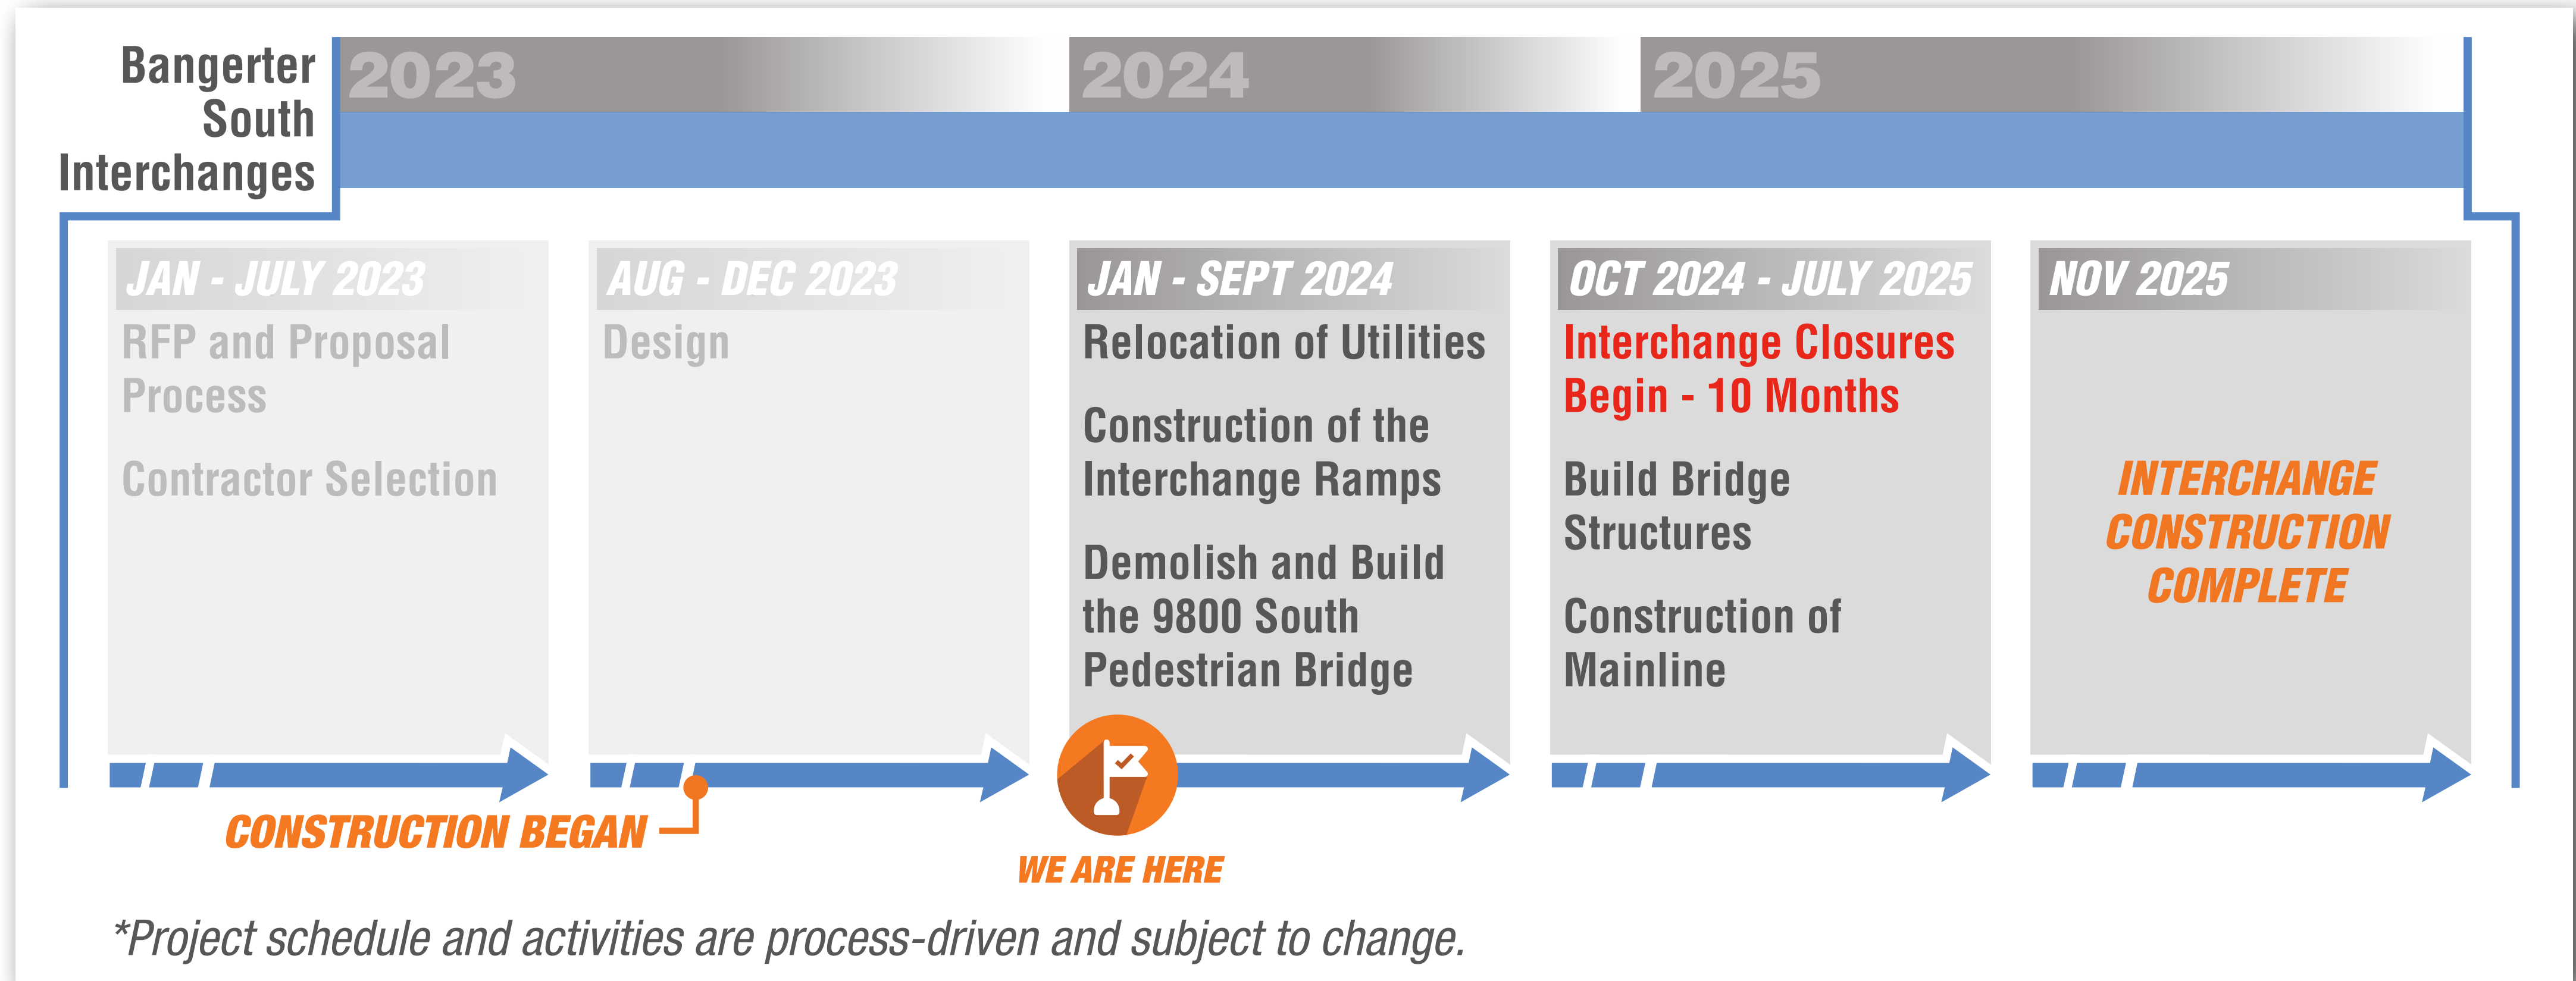 Bangerter
South
Interchanges
2023
2024
2025
JAN - JULY 2023
RFP and Proposal
Process
Contractor Selection
AUG - DEC 2023
Design
JAN - SEPT 2024
Relocation of Utilities
Construction of the
Interchange Ramps
Demolish and Build
the 9800 South
Pedestrian Bridge
OCT 2024 - JULY 2025
Interchange Closures
Begin - 10 Months
Build Bridge
Structures
Construction of
Mainline
NOV 2025
INTERCHANGE
CONSTRUCTION
COMPLETE
CONSTRUCTION BEGAN
WE ARE HERE
*Project schedule and activities are process-driven and subject to change.